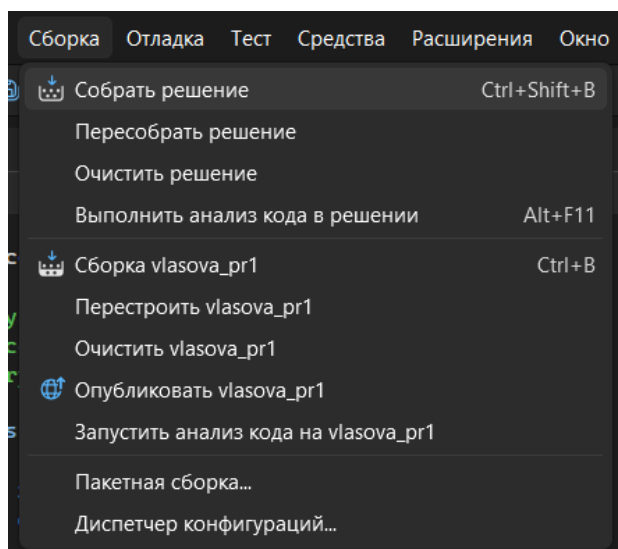 Сборка Отладка Тест Средства Расширения Окно
Собрать решение Ctrl+Shift+B
Пересобрать решение
Очистить решение
Выполнить анализ кода в решении Alt+F11
Сборка vlasova_pr1 Ctrl+B
Перестроить vlasova_pr1
Очистить vlasova_pr1
Опубликовать vlasova_pr1
Запустить анализ кода на vlasova_pr1
Пакетная сборка...
Диспетчер конфигураций...